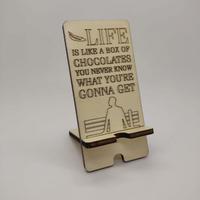 LIFE
IS LIKE A BOX OF
CHOCOLATES
YOU NEVER KNOW
WHAT YOU'RE
GONNA GET